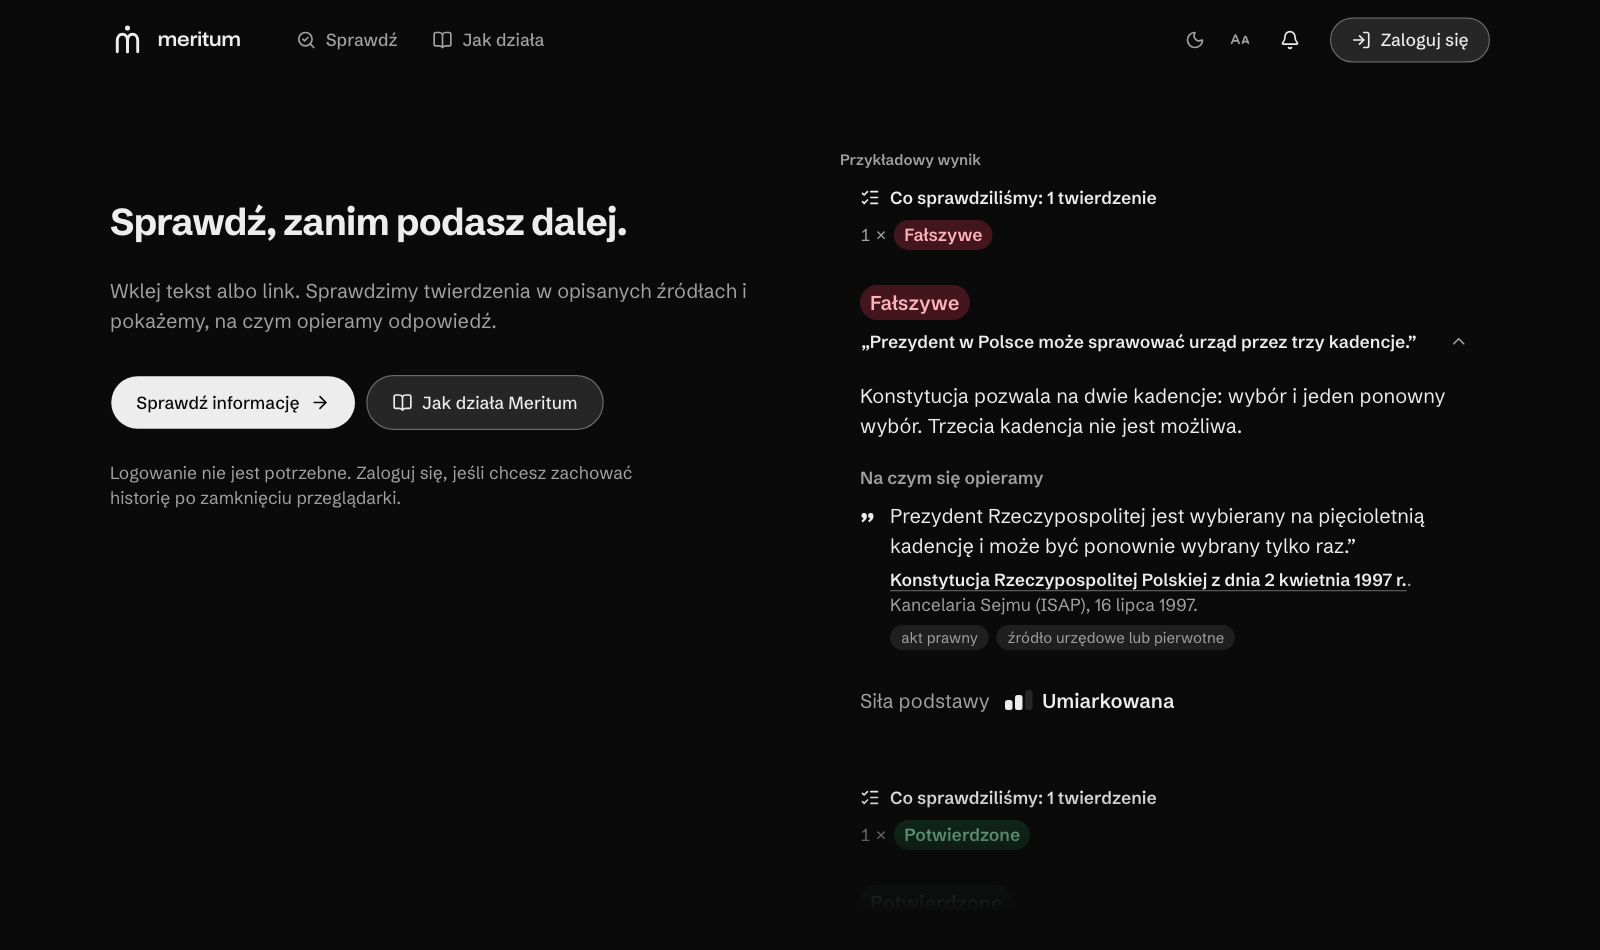 meritum
Sprawdź
Jak działa
AA
Zaloguj się
Sprawdź, zanim podasz dalej.
Wklej tekst albo link. Sprawdzimy twierdzenia w opisanych źródłach i
pokażemy, na czym opieramy odpowiedź.
Sprawdź informację
Jak działa Meritum
Logowanie nie jest potrzebne. Zaloguj się, jeśli chcesz zachować
historię po zamknięciu przeglądarki.
Przykładowy wynik
Co sprawdziliśmy: 1 twierdzenie
1 × Fałszywe
Fałszywe
„Prezydent w Polsce może sprawować urząd przez trzy kadencje.”
Konstytucja pozwala na dwie kadencje: wybór i jeden ponowny
wybór. Trzecia kadencja nie jest możliwa.
Na czym się opieramy
” Prezydent Rzeczypospolitej jest wybierany na pięcioletnią
kadencję i może być ponownie wybrany tylko raz.”
Konstytucja Rzeczypospolitej Polskiej z dnia 2 kwietnia 1997 r..
Kancelaria Sejmu (ISAP), 16 lipca 1997.
akt prawny
źródło urzędowe lub pierwotne
Siła podstawy Umiarkowana
Co sprawdziliśmy: 1 twierdzenie
1 × Potwierdzone
Potwierdzone